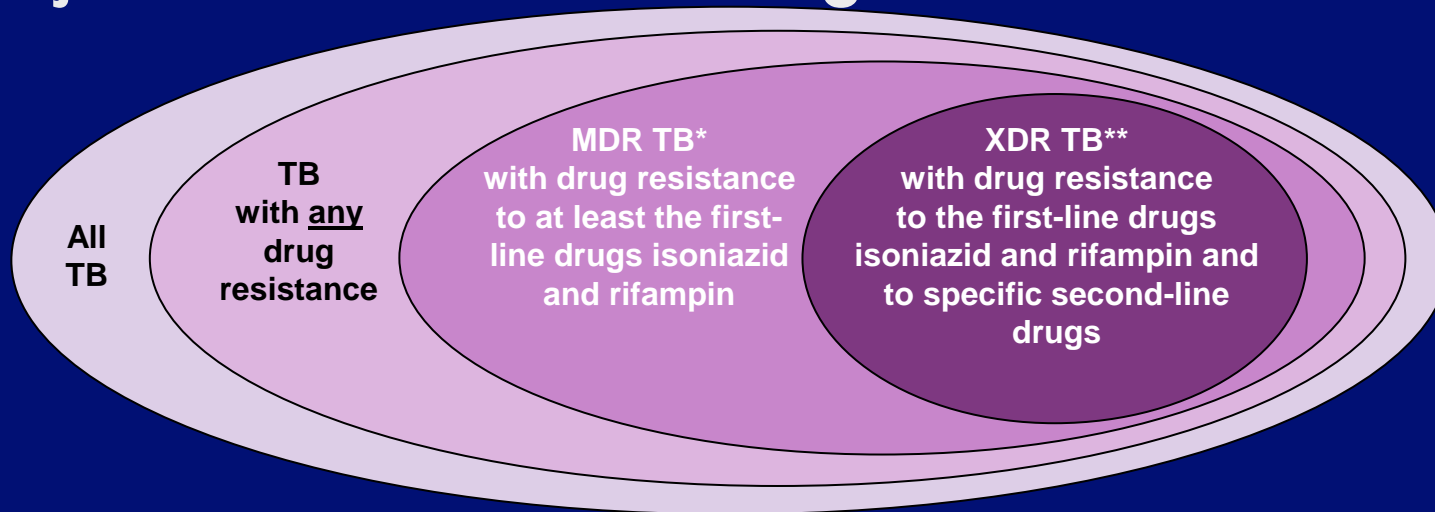 All
TB
TB
with any
drug
resistance
MDR TB*
with drug resistance
to at least the first-
line drugs isoniazid
and rifampin
XDR TB**
with drug resistance
to the first-line drugs
isoniazid and rifampin and
to specific second-line
drugs